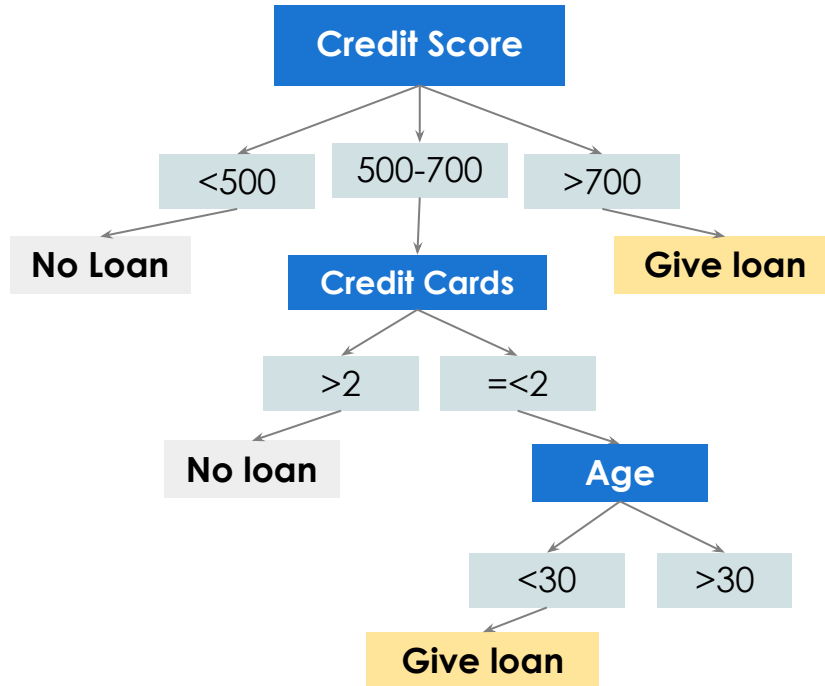 Credit Score
<500
500-700
>700
No Loan
Give loan
Credit Cards
>2
=<2
No loan
Age
<30
>30
Give loan